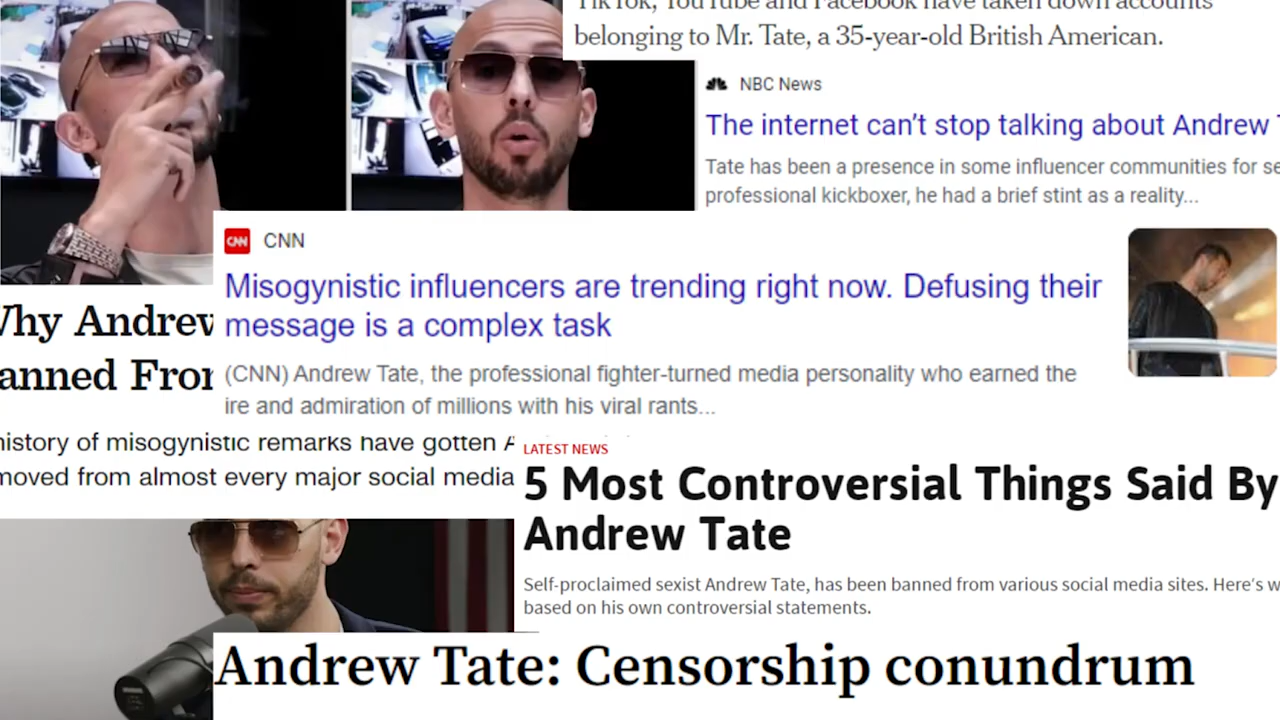 TikTok, YouTube and Facebook have taken down accounts
belonging to Mr. Tate, a 35-year-old British American.
NBC News
The internet can't stop talking about Andrew
Tate has been a presence in some influencer communities for se
professional kickboxer, he had a brief stint as a reality...
CNN
CNN
Misogynistic influencers are trending right now. Defusing their
message is a complex task
(CNN) Andrew Tate, the professional fighter-turned media personality who earned the
ire and admiration of millions with his viral rants...
Why Andrew
anned From
history of misogynistic remarks have gotten A
moved from almost every major social media
LATEST NEWS
5 Most Controversial Things Said By
Andrew Tate
Self-proclaimed sexist Andrew Tate, has been banned from various social media sites. Here's w
based on his own controversial statements.
Andrew Tate: Censorship conundrum